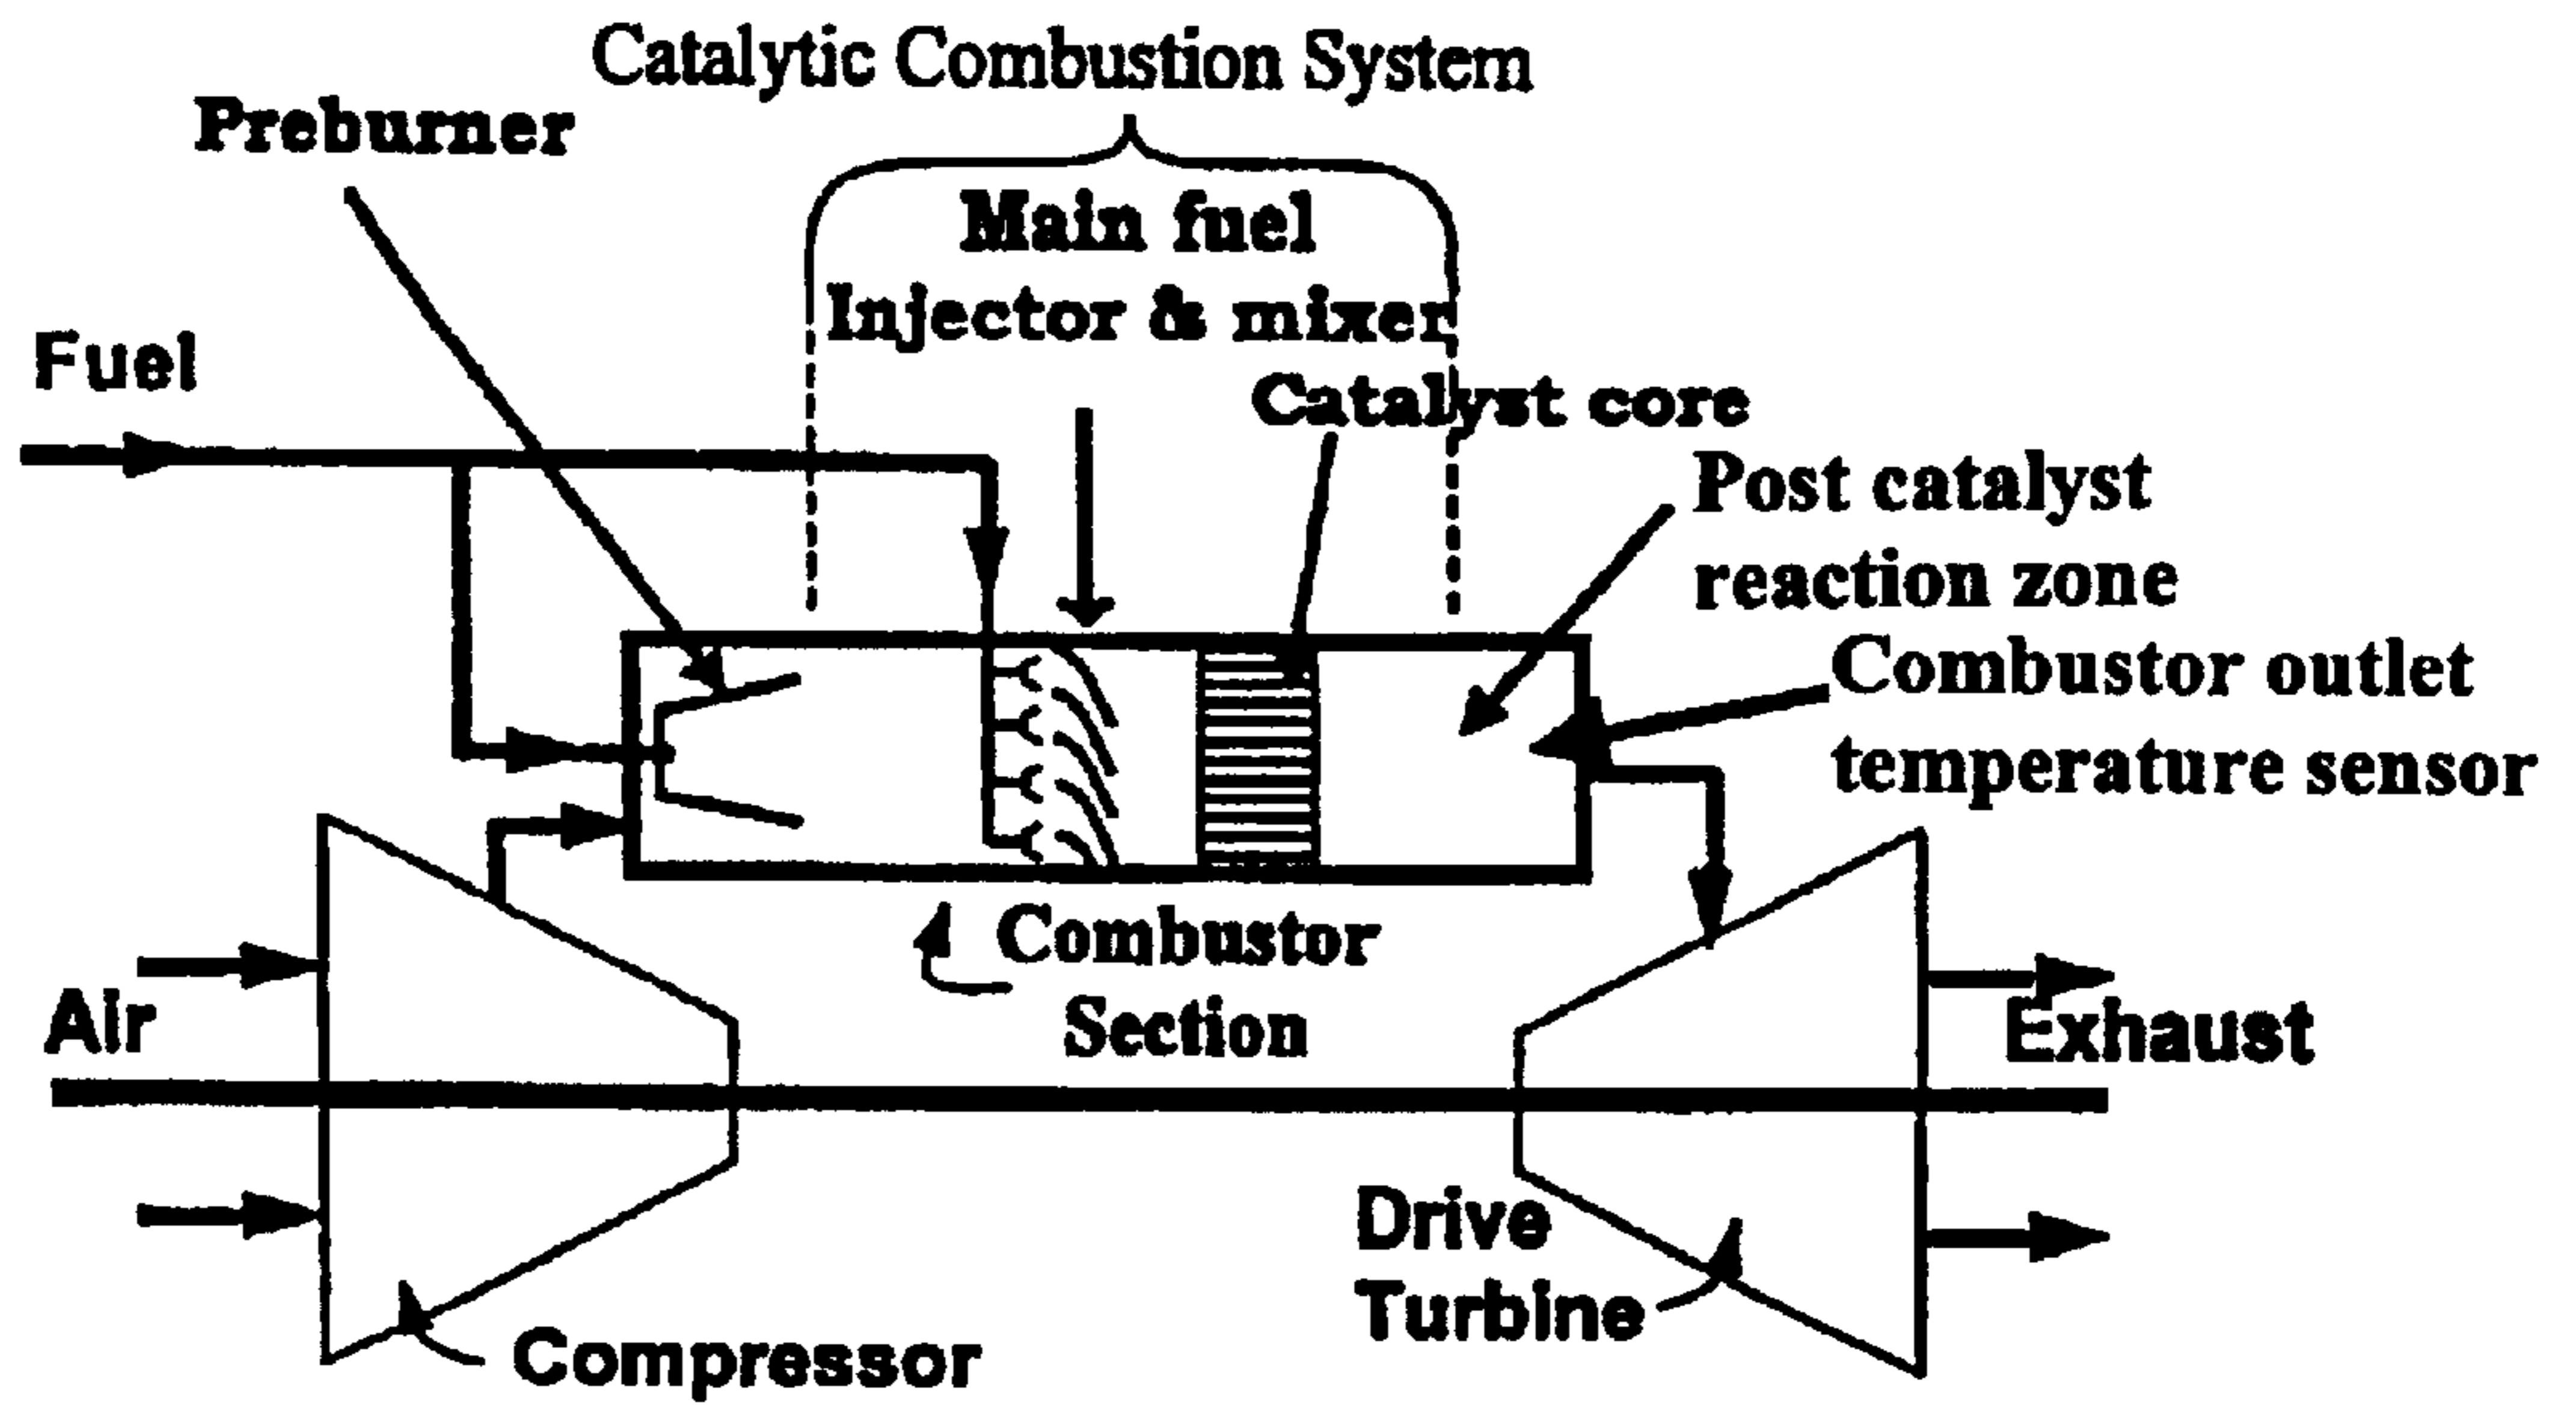 Catalytic Combustion System
Preburner
Main fuel
Injector & mixer
Fuel
Catalyst core
Post catalyst
reaction zone
Combustor outlet
temperature sensor
Combustor
Section
Air
Exhaust
Drive
Turbine
Compressor